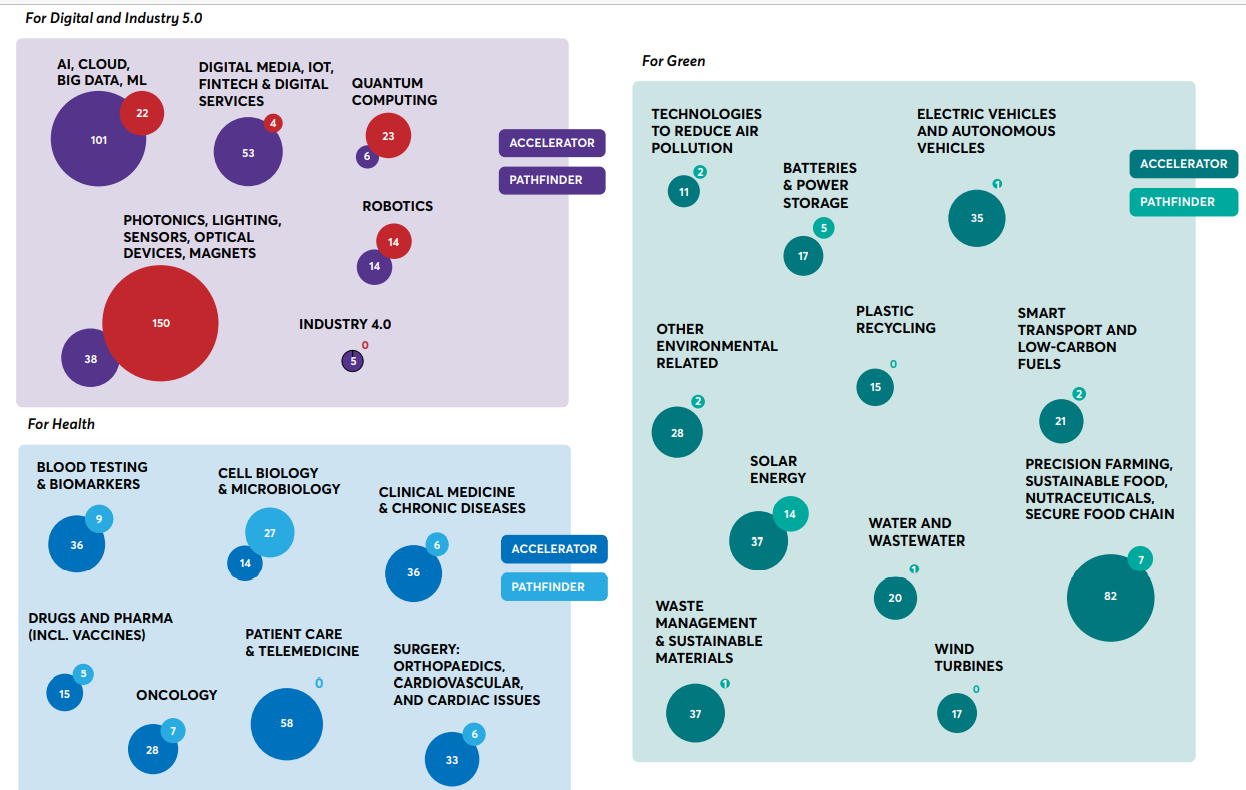 For Digital and Industry 5.0
AI, CLOUD,
BIG DATA, ML
22
101
DIGITAL MEDIA, IOT,
FINTECH & DIGITAL
SERVICES
4
53
QUANTUM
COMPUTING
23
6
ACCELERATOR
PATHFINDER
PHOTONICS, LIGHTING,
SENSORS, OPTICAL
DEVICES, MAGNETS
150
38
ROBOTICS
14
14
INDUSTRY 4.0
0
5
For Health
BLOOD TESTING
& BIOMARKERS
9
36
CELL BIOLOGY
& MICROBIOLOGY
27
14
CLINICAL MEDICINE
& CHRONIC DISEASES
6
36
ACCELERATOR
PATHFINDER
DRUGS AND PHARMA
(INCL. VACCINES)
5
15
ONCOLOGY
7
28
PATIENT CARE
& TELEMEDICINE
0
58
SURGERY:
ORTHOPAEDICS,
CARDIOVASCULAR,
AND CARDIAC ISSUES
6
33
For Green
TECHNOLOGIES
TO REDUCE AIR
POLLUTION
2
11
BATTERIES
& POWER
STORAGE
5
17
ELECTRIC VEHICLES
AND AUTONOMOUS
VEHICLES
1
35
ACCELERATOR
PATHFINDER
OTHER
ENVIRONMENTAL
RELATED
2
28
PLASTIC
RECYCLING
0
15
SMART
TRANSPORT AND
LOW-CARBON
FUELS
2
21
SOLAR
ENERGY
14
37
WATER AND
WASTEWATER
1
20
PRECISION FARMING,
SUSTAINABLE FOOD,
NUTRACEUTICALS,
SECURE FOOD CHAIN
7
82
WASTE
MANAGEMENT
& SUSTAINABLE
MATERIALS
1
37
WIND
TURBINES
0
17